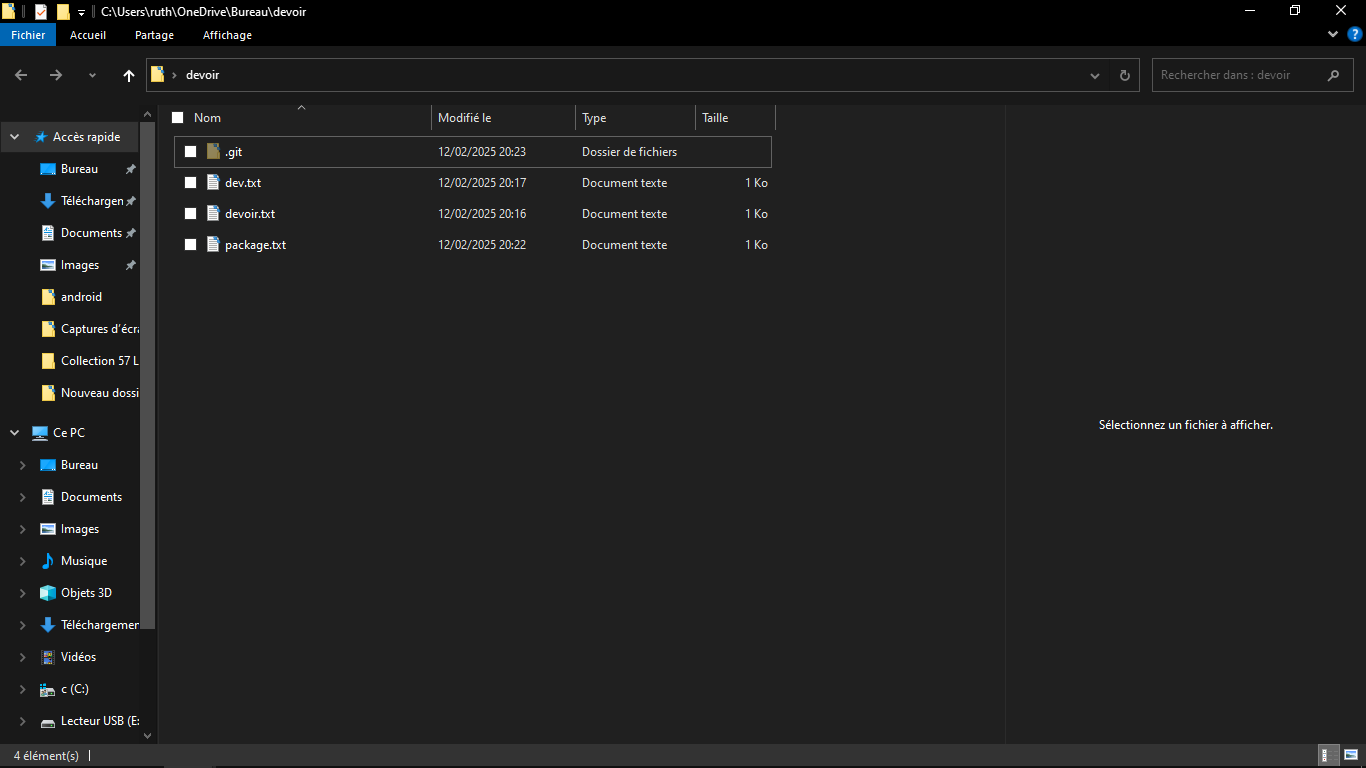 C:\Users\ruth\OneDrive\Bureau\devoir
Fichier Accueil Partage Affichage
devoir
Rechercher dans : devoir
Nom Modifié le Type Taille
.git 12/02/2025 20:23 Dossier de fichiers
dev.txt 12/02/2025 20:17 Document texte 1 Ko
devoir.txt 12/02/2025 20:16 Document texte 1 Ko
package.txt 12/02/2025 20:22 Document texte 1 Ko
Accès rapide
Bureau
Téléchargen
Documents
Images
android
Captures d'écra
Collection 57 L
Nouveau dossi
Ce PC
Bureau
Documents
Images
Musique
Objets 3D
Téléchargemen
Vidéos
c (C:)
Lecteur USB (E:
Sélectionnez un fichier à afficher.
4 élément(s)